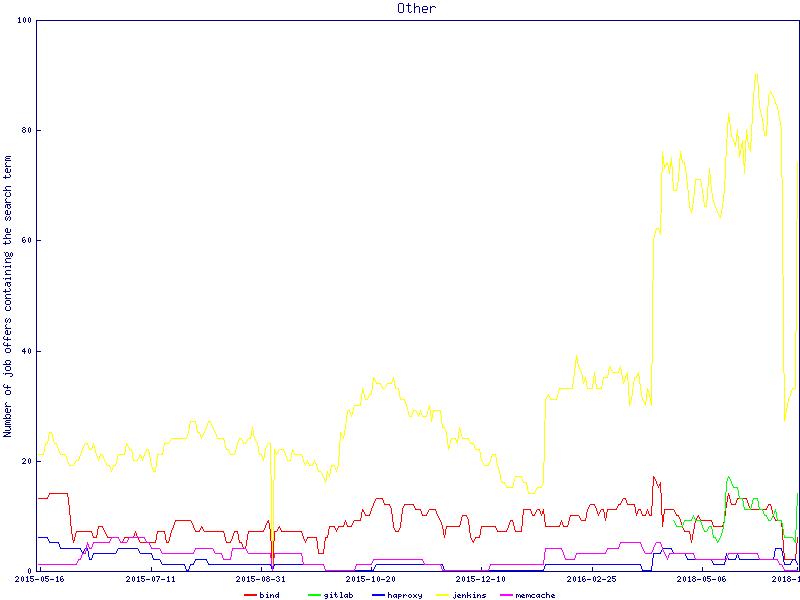 Other
Number of job offers containing the search term
100
80
60
40
20
0
2015-05-16 2015-07-11 2015-08-31 2015-10-20 2015-12-10 2016-02-25 2018-05-06 2018-1
bind gitlab haproxy jenkins memcache